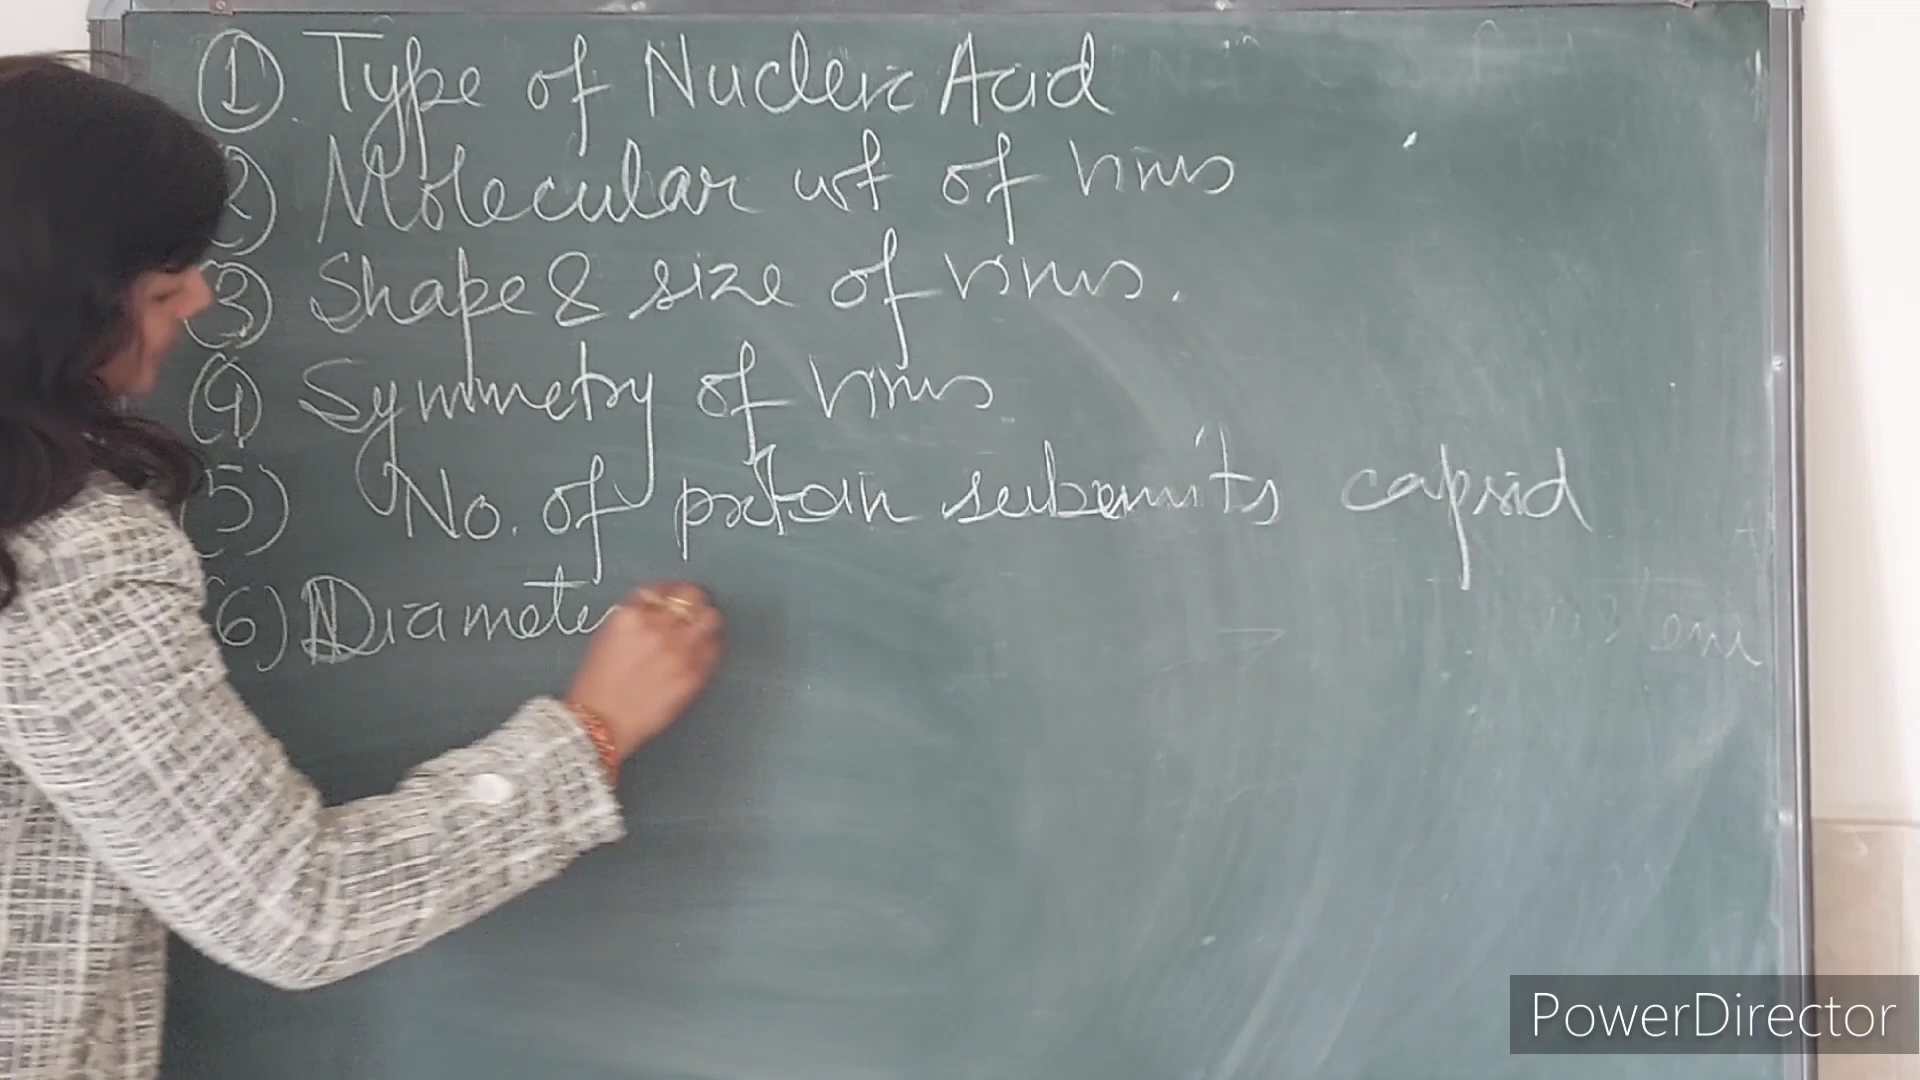 ① Type of Nucleic Acid
② Molecular wt of virus
③ Shape & size of virus.
④ Symmetry of virus
(5) No. of protein subunits capsid
(6) Diameter
PowerDirector